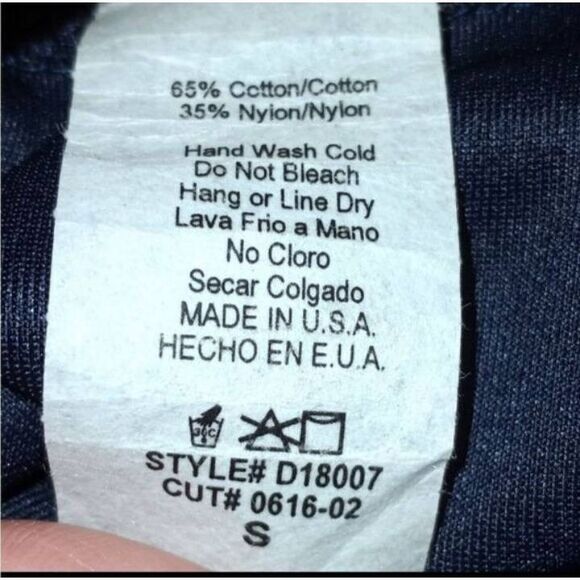 65% Cotton/Cotton
35% Nylon/Nylon
Hand Wash Cold
Do Not Bleach
Hang or Line Dry
Lava Frio a Mano
No Cloro
Secar Colgado
MADE IN U.S.A.
HECHO EN E.U.A.
30C
STYLE# D18007
CUT# 0616-02
S